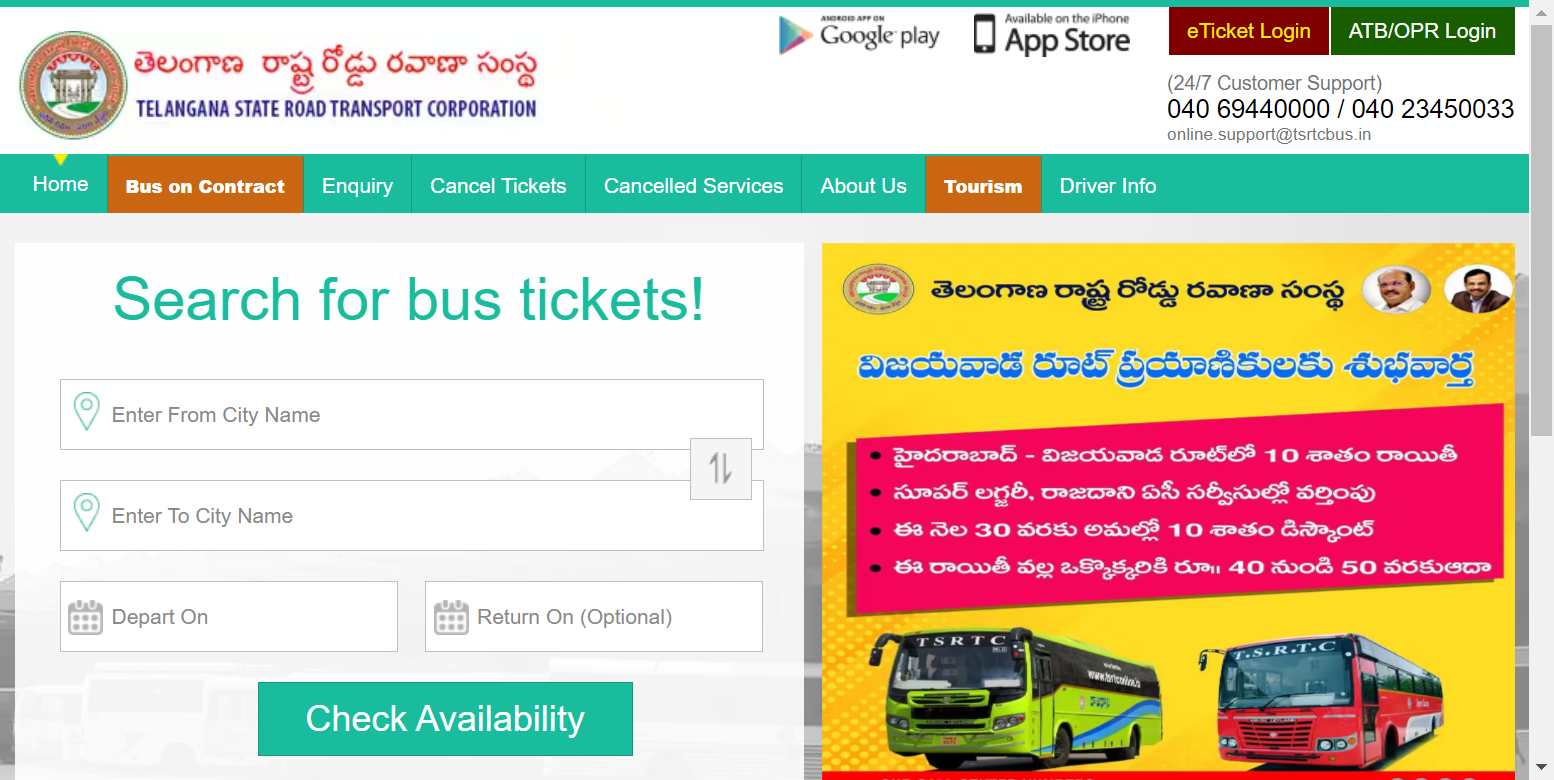 తెలంగాణ రాష్ట్ర రోడ్డు రవాణా సంస్థ
TELANGANA STATE ROAD TRANSPORT CORPORATION
ANDROID APP ON
Google play
Available on the iPhone
App Store
eTicket Login
ATB/OPR Login
(24/7 Customer Support)
040 69440000 / 040 23450033
online.support@tsrtcbus.in
Home
Bus on Contract
Enquiry
Cancel Tickets
Cancelled Services
About Us
Tourism
Driver Info
Search for bus tickets!
Enter From City Name
Enter To City Name
Depart On
Return On (Optional)
Check Availability
తెలంగాణ రాష్ట్ర రోడ్డు రవాణా సంస్థ
విజయవాడ రూట్ ప్రయాణికులకు శుభవార్త
• హైదరాబాద్ - విజయవాడ రూట్‌లో 10 శాతం రాయితీ
• సూపర్ లగ్జరీ, రాజదాని ఏసీ సర్వీసుల్లో వర్తింపు
• ఈ నెల 30 వరకు అమల్లో 10 శాతం డిస్కౌంట్
• ఈ రాయితీ వల్ల ఒక్కొక్కరికి రూ॥ 40 నుండి 50 వరకుఆదా
TSRTC
www.tsrtconline.in
T.S.R.T.C